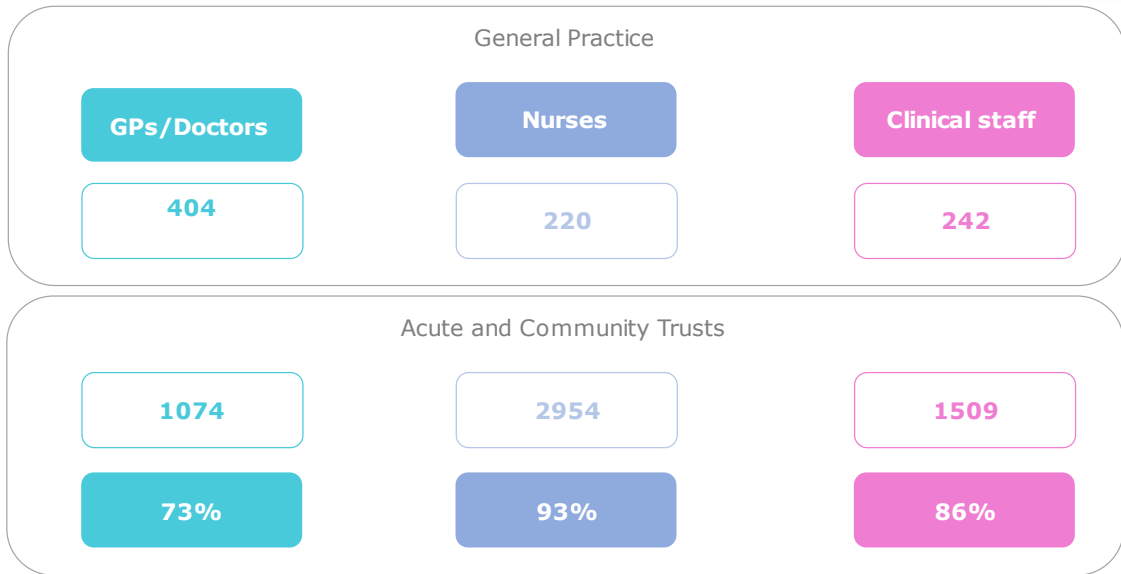 General Practice
GPs/Doctors
Nurses
Clinical staff
404
220
242
Acute and Community Trusts
1074
2954
1509
73%
93%
86%